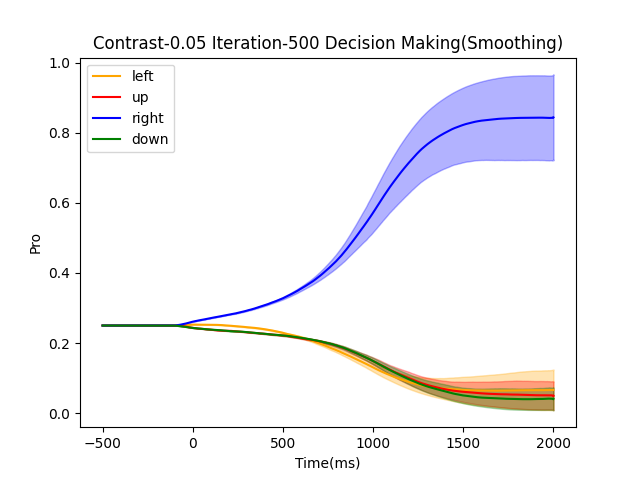 Contrast-0.05 Iteration-500 Decision Making(Smoothing)
1.0
0.8
0.6
0.4
0.2
0.0
Pro
left
up
right
down
−500 0 500 1000 1500 2000
Time(ms)